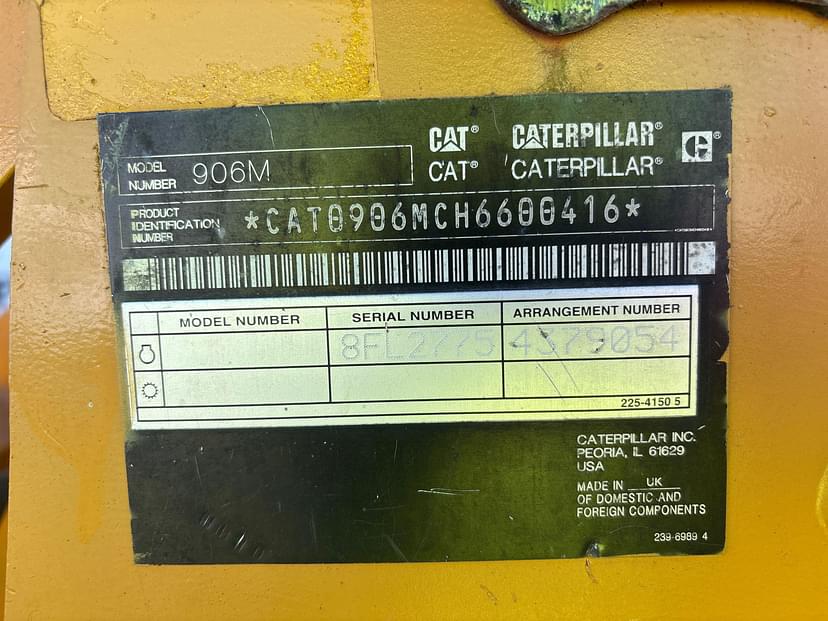 CAT® CATERPILLAR® ®
CAT® CATERPILLAR®
MODEL NUMBER 906M
PRODUCT IDENTIFICATION NUMBER *CAT0906MCH6600416*
MODEL NUMBER SERIAL NUMBER ARRANGEMENT NUMBER
8FL2775 4379054
225-4150 5
CATERPILLAR INC.
PEORIA, IL 61629
USA
MADE IN UK
OF DOMESTIC AND
FOREIGN COMPONENTS
239-6989 4